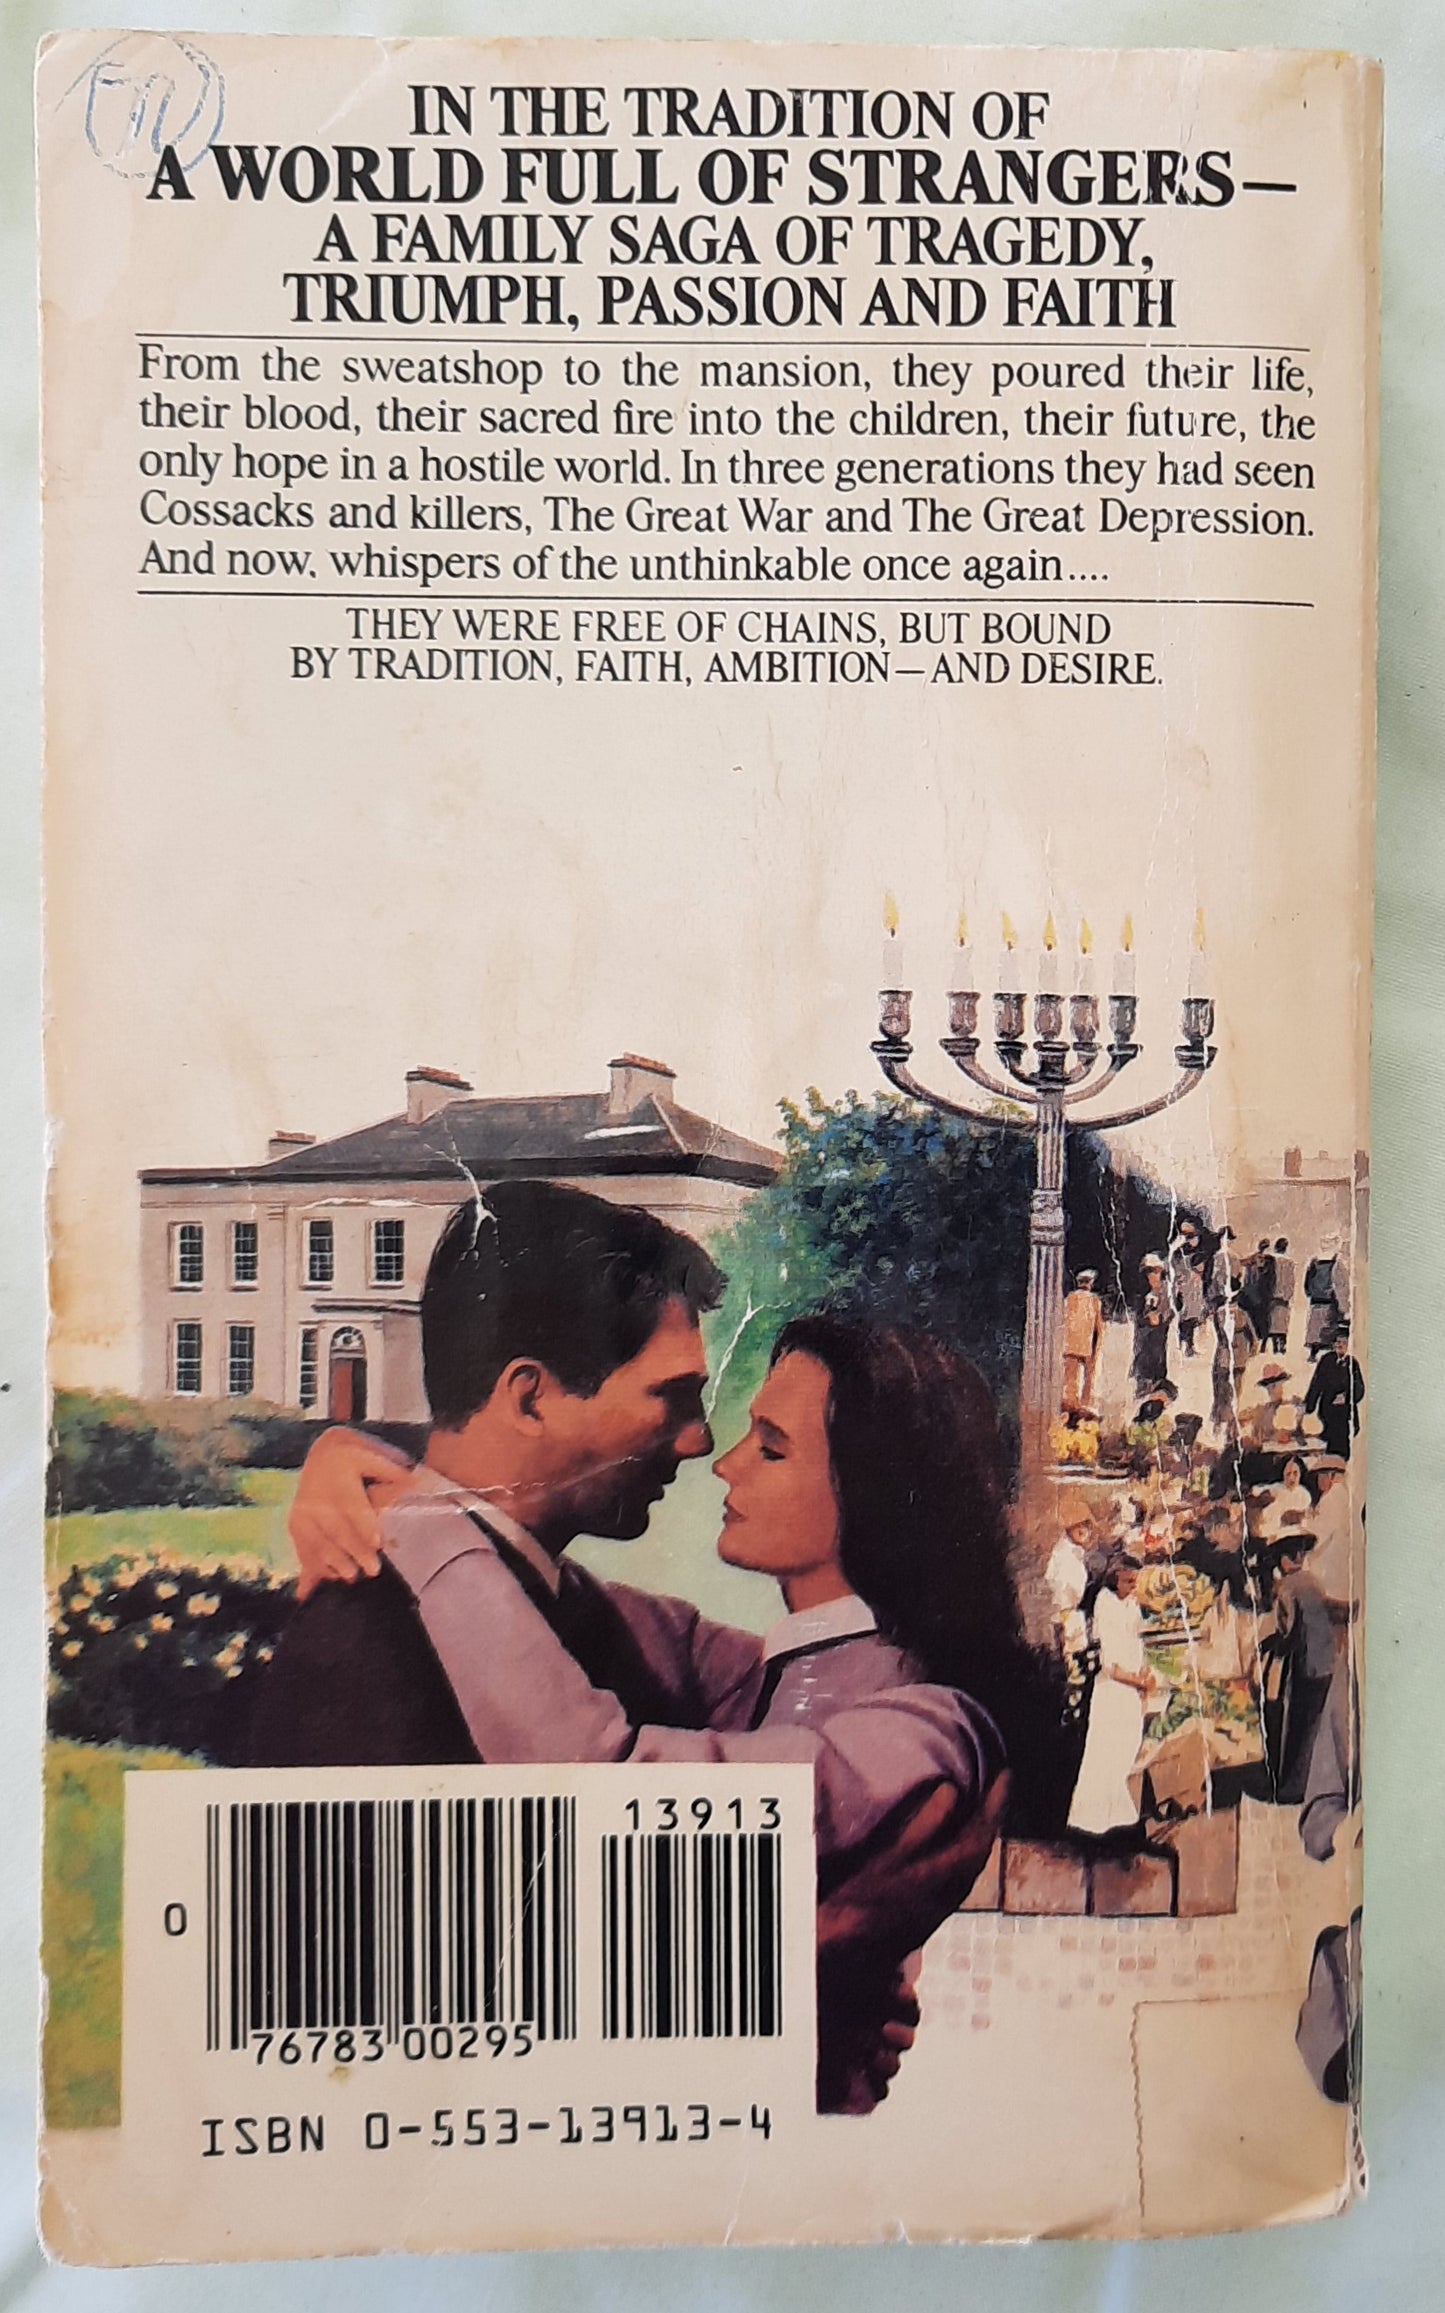 IN THE TRADITION OF
A WORLD FULL OF STRANGERS—
A FAMILY SAGA OF TRAGEDY,
TRIUMPH, PASSION AND FAITH
From the sweatshop to the mansion, they poured their life,
their blood, their sacred fire into the children, their future, the
only hope in a hostile world. In three generations they had seen
Cossacks and killers, The Great War and The Great Depression.
And now, whispers of the unthinkable once again....
THEY WERE FREE OF CHAINS, BUT BOUND
BY TRADITION, FAITH, AMBITION—AND DESIRE.
13913
0
76783 00295
ISBN 0-553-13913-4